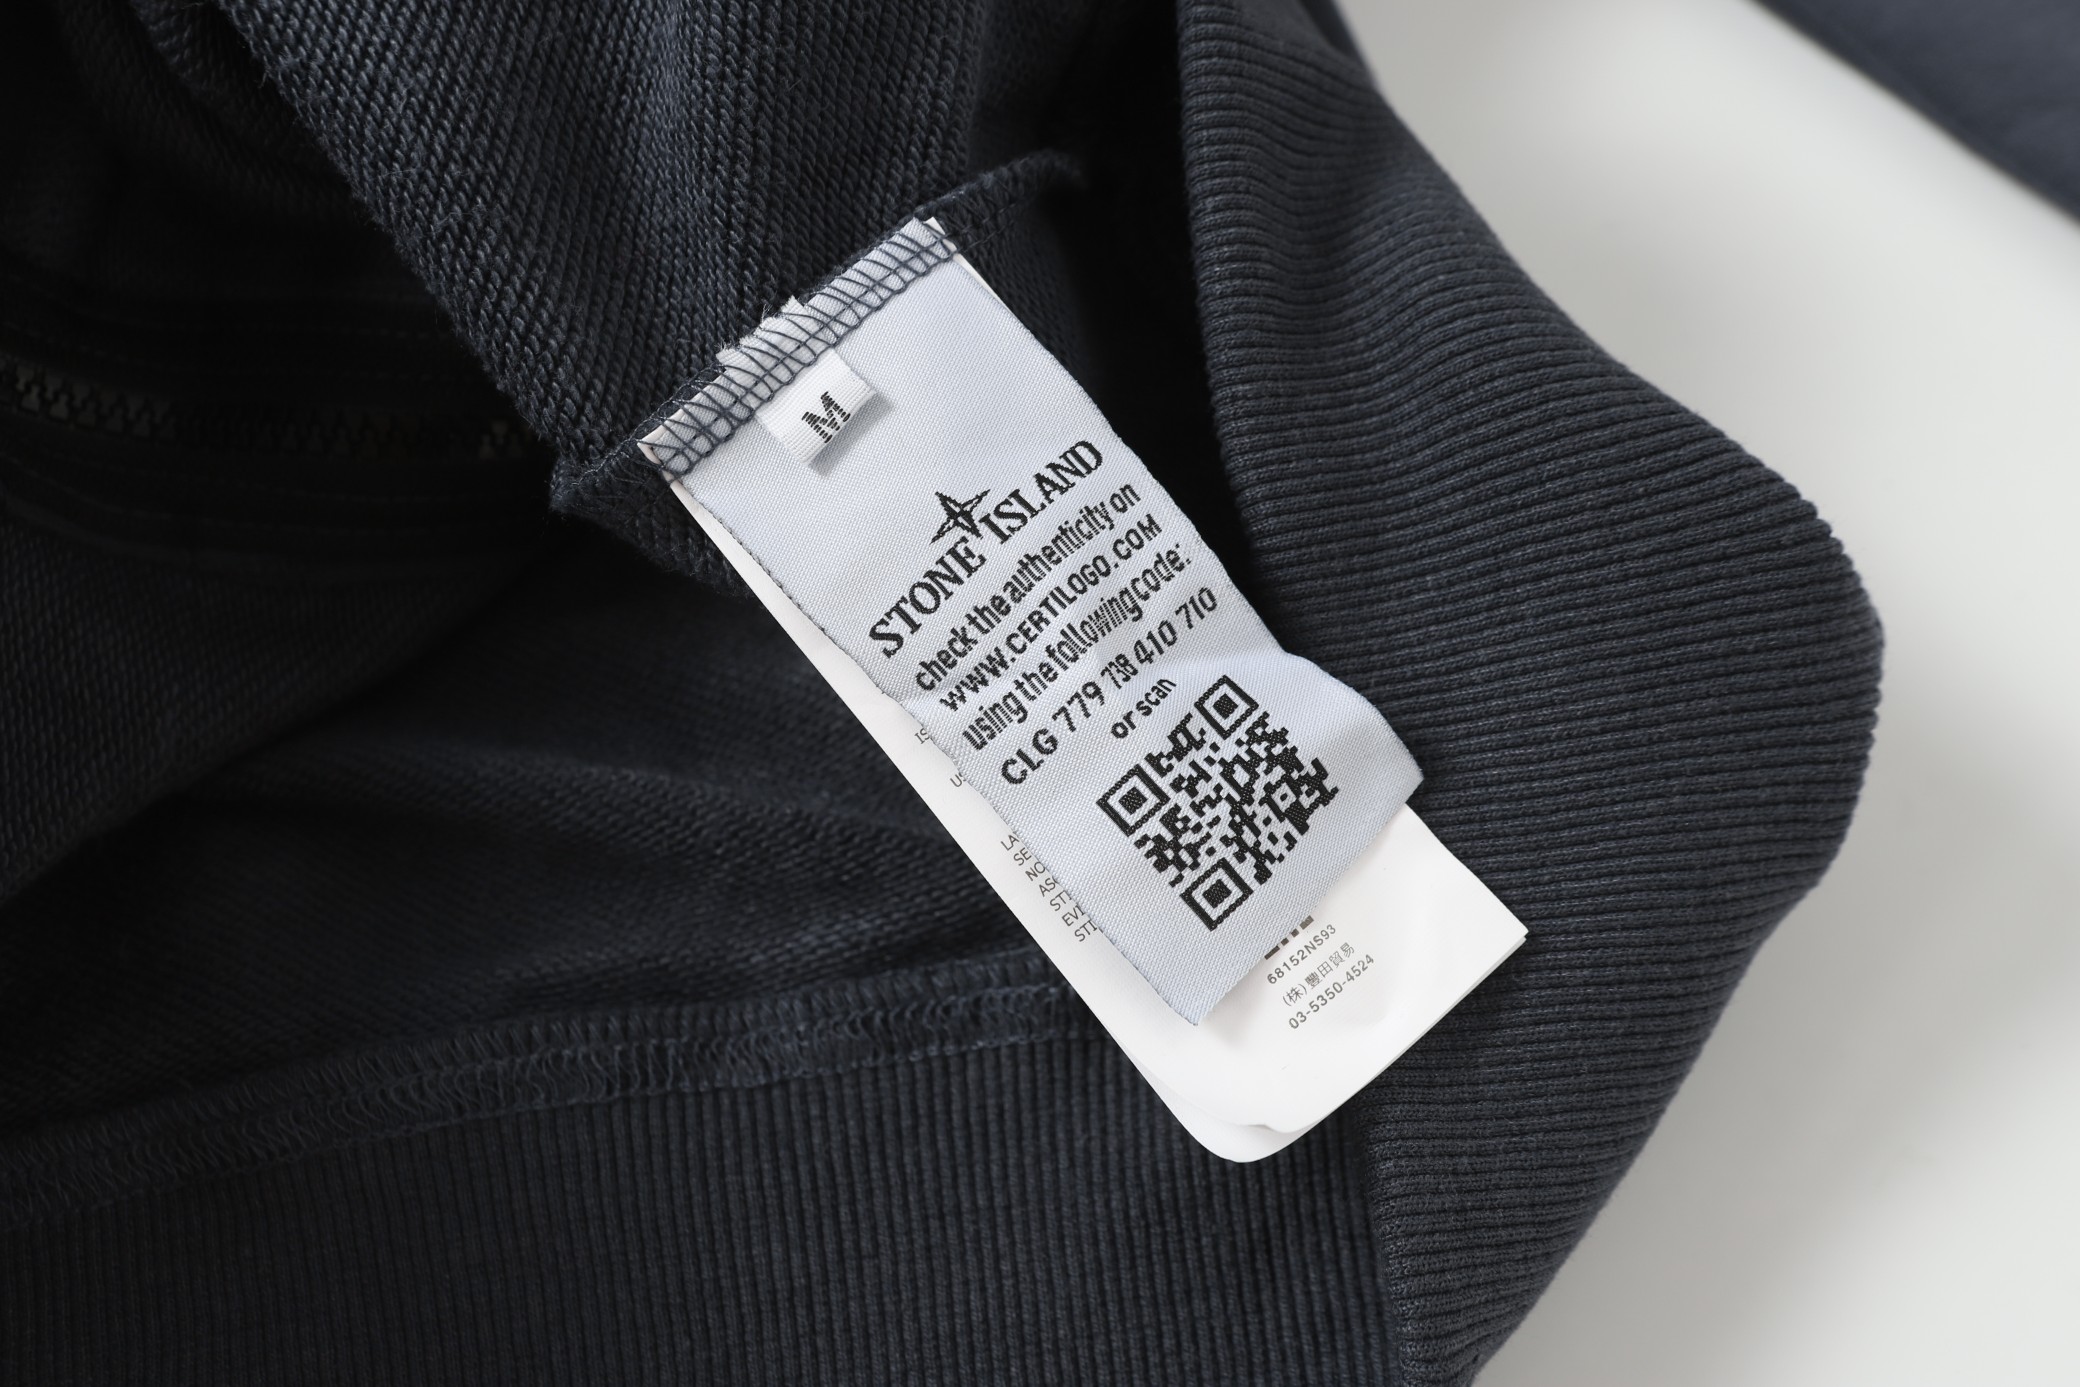 M
STONE ISLAND
check the authenticity on
WWW.CERTILOGO.COM
using the following code:
CLG 779 738 410 710
or scan
68152NS93
(株)豊田貿易
03-5350-4524